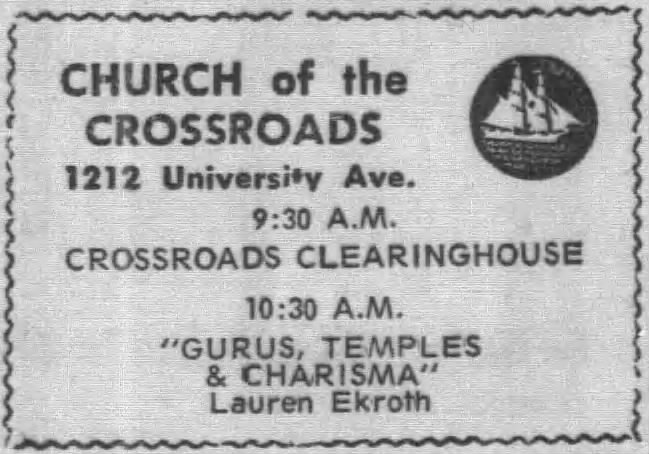 CHURCH of the
CROSSROADS
1212 University Ave.
9:30 A.M.
CROSSROADS CLEARINGHOUSE
10:30 A.M.
"GURUS, TEMPLES
& CHARISMA"
Lauren Ekroth